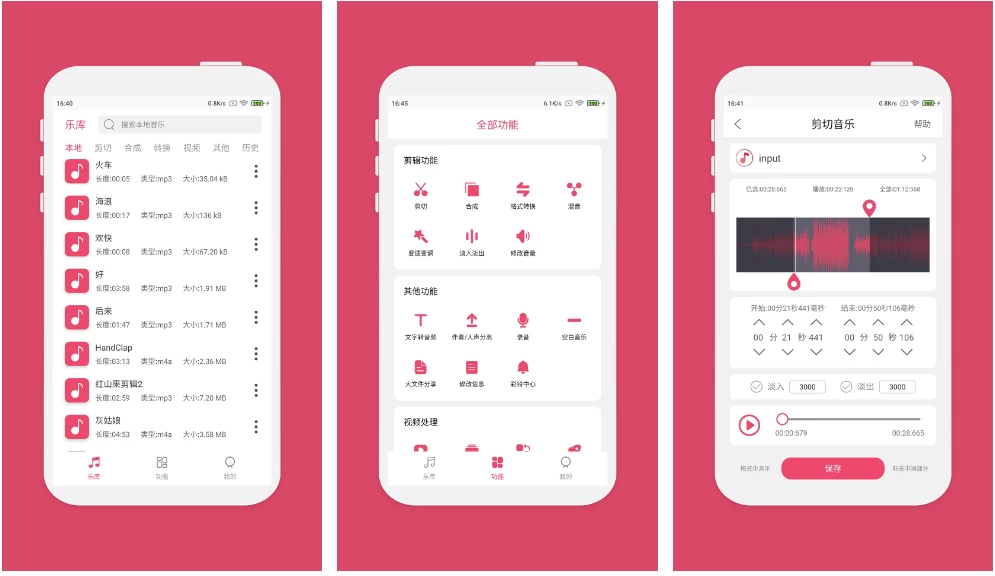 16:40 0.8K/s 100
乐库 搜索本地音乐
本地 剪切 合成 转换 视频 其他 历史
火车
长度:00:05 类型:mp3 大小:35.04 kB
海浪
长度:00:17 类型:mp3 大小:136 kB
欢快
长度:00:08 类型:mp3 大小:67.20 kB
好
长度:03:58 类型:mp3 大小:1.91 MB
后来
长度:01:47 类型:mp3 大小:1.71 MB
HandClap
长度:03:13 类型:m4a 大小:2.36 MB
红山果剪辑2
长度:02:59 类型:mp3 大小:7.20 MB
灰姑娘
长度:04:53 类型:m4a 大小:3.58 MB
乐库 功能 我的
16:45 6.1K/s 100
全部功能
剪辑功能
剪切 合成 格式转换 混音
变速变调 淡入淡出 修改音量
其他功能
文字转音频 伴奏/人声分离 录音 空白音乐
大文件分享 修改信息 彩铃中心
视频处理
乐库 功能 我的
16:41 0.8K/s 100
剪切音乐 帮助
input
已选:00:28:665 播放:00:22:120 全部:01:12:568
开始:00分21秒441毫秒 结束:00分50秒106毫秒
00 分 21 秒 441 00 分 50 秒 106
淡入 3000 淡出 3000
00:00:679 00:28:665
格式化音乐 保存 剪去中间部分